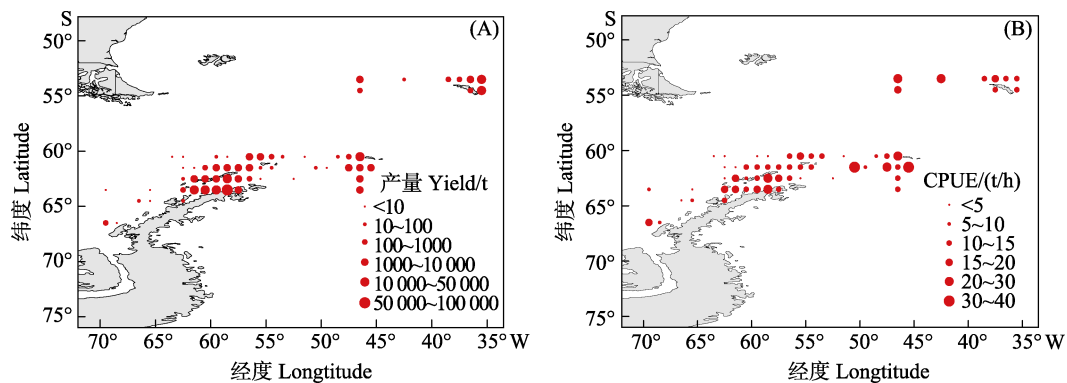 S
(A)
50°
55°
60°
65°
70°
75°
纬度 Latitude
产量 Yield/t
<10
10~100
100~1000
1000~10 000
10 000~50 000
50 000~100 000
70°
65°
60°
55°
50°
45°
40°
35° W
经度 Longtitude
S
(B)
50°
55°
60°
65°
70°
75°
纬度 Latitude
CPUE/(t/h)
<5
5~10
10~15
15~20
20~30
30~40
70°
65°
60°
55°
50°
45°
40°
35° W
经度 Longtitude